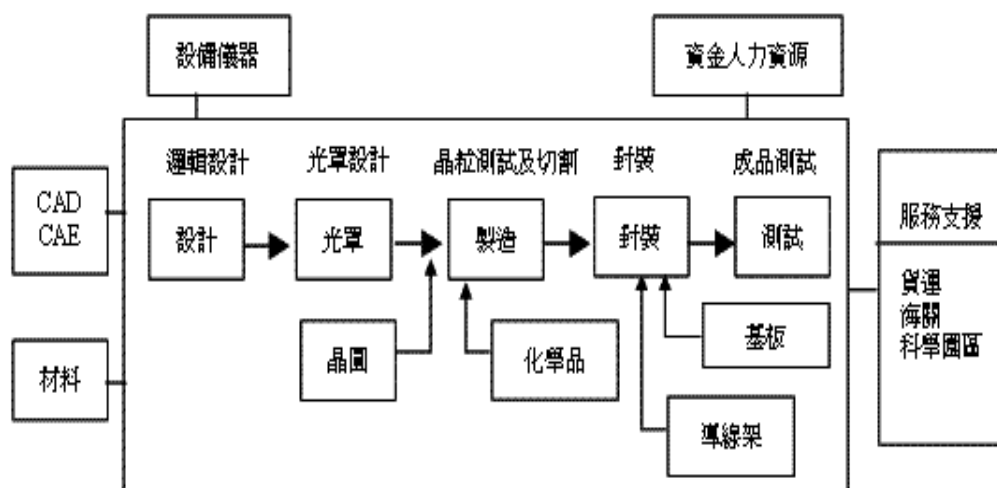 設備儀器
資金人力資源
邏輯設計
光罩設計
晶粒測試及切割
封裝
成品測試
CAD
CAE
設計
光罩
製造
封裝
測試
服務支援
貨運
海關
科學園區
材料
晶圓
化學品
基板
導線架